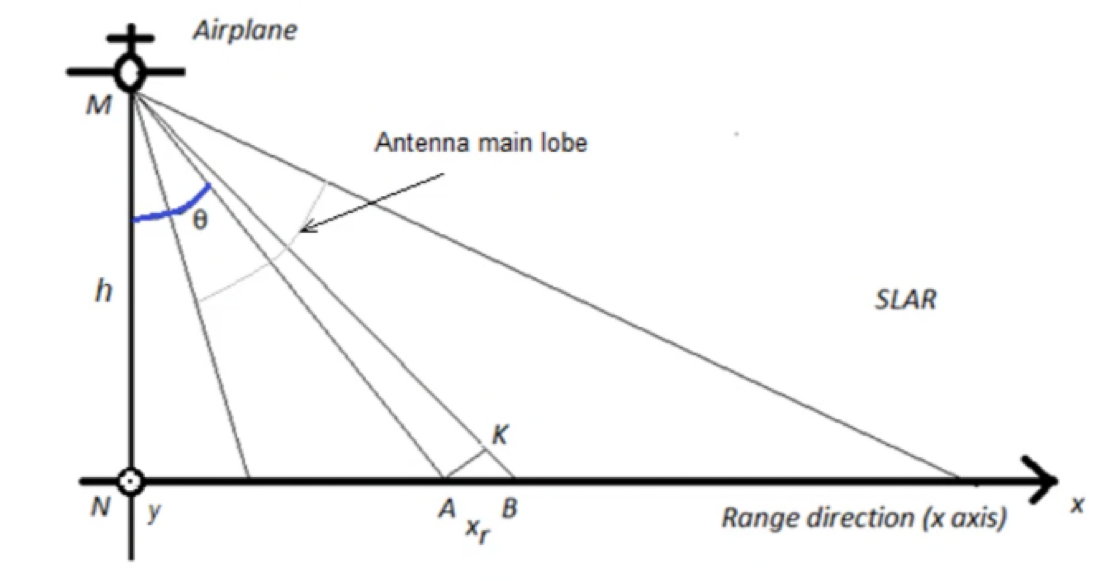 Airplane
M
Antenna main lobe
θ
h
SLAR
K
N y A B x
x_r
Range direction (x axis)